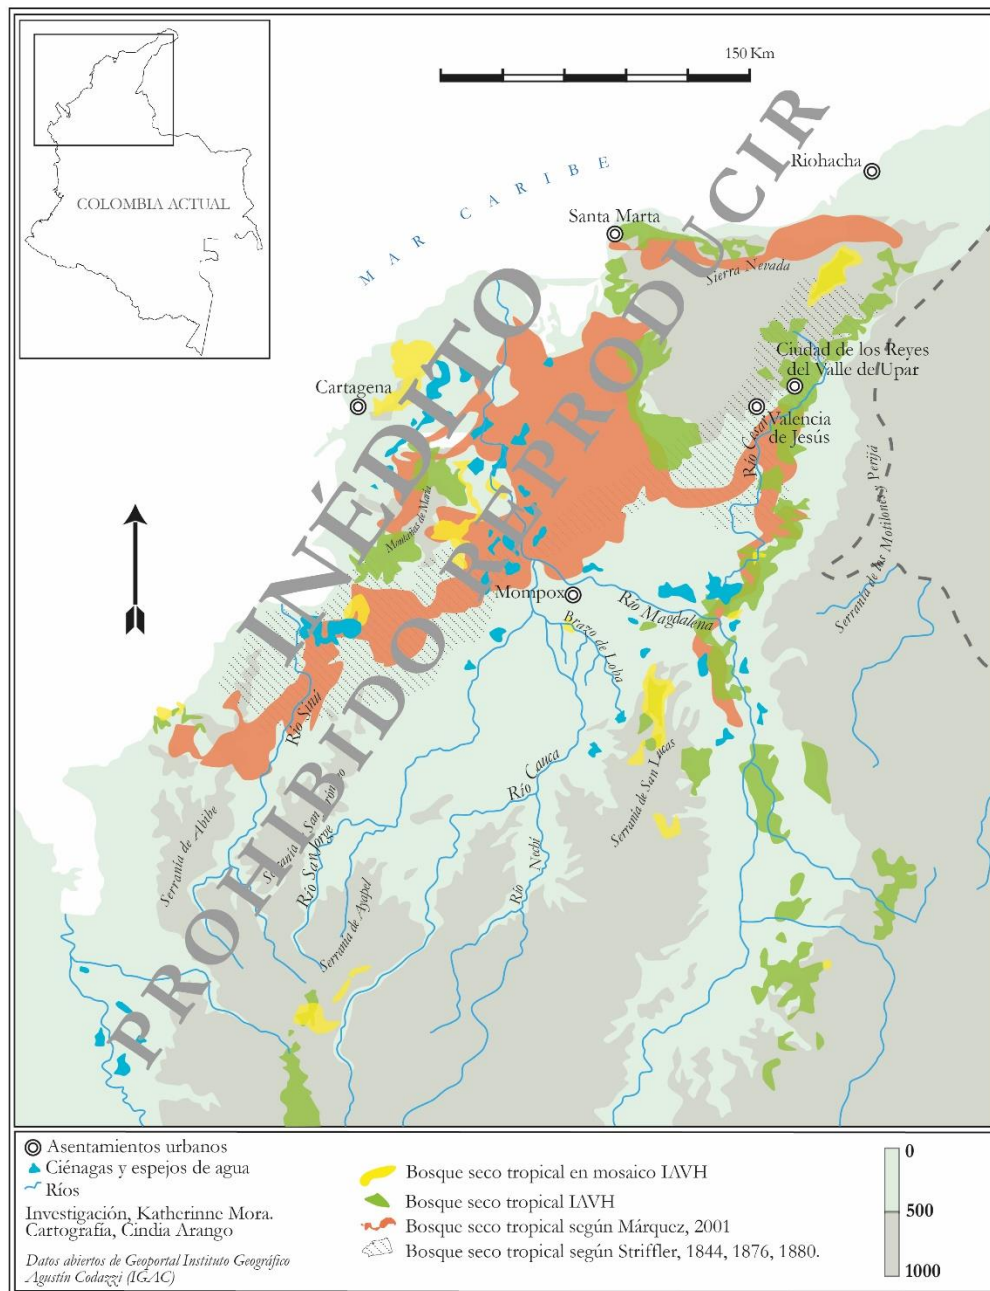 150 Km
COLOMBIA ACTUAL
MAR CARIBE
Riohacha
Santa Marta
Sierra Nevada
INÉDITO
PROHIBIDO REPRODUCIR
Cartagena
Ciudad de los Reyes
del Valle de Upar
Valencia
de Jesús
Río Cesar
Montañas de María
Serranía de los Motilones y Perijá
Mompox
Río Magdalena
Brazo de Loba
Río Sinú
Río Cauca
Serranía de San Lucas
Serranía de Abibe
Serranía San
Río San Jorge
Río Nechí
Serranía de Ayapel
Asentamientos urbanos
Ciénagas y espejos de agua
Ríos
Investigación, Katherinne Mora.
Cartografía, Cindia Arango
Datos abiertos de Geoportal Instituto Geográfico
Agustín Codazzi (IGAC)
Bosque seco tropical en mosaico IAVH
Bosque seco tropical IAVH
Bosque seco tropical según Márquez, 2001
Bosque seco tropical según Striffler, 1844, 1876, 1880.
0
500
1000